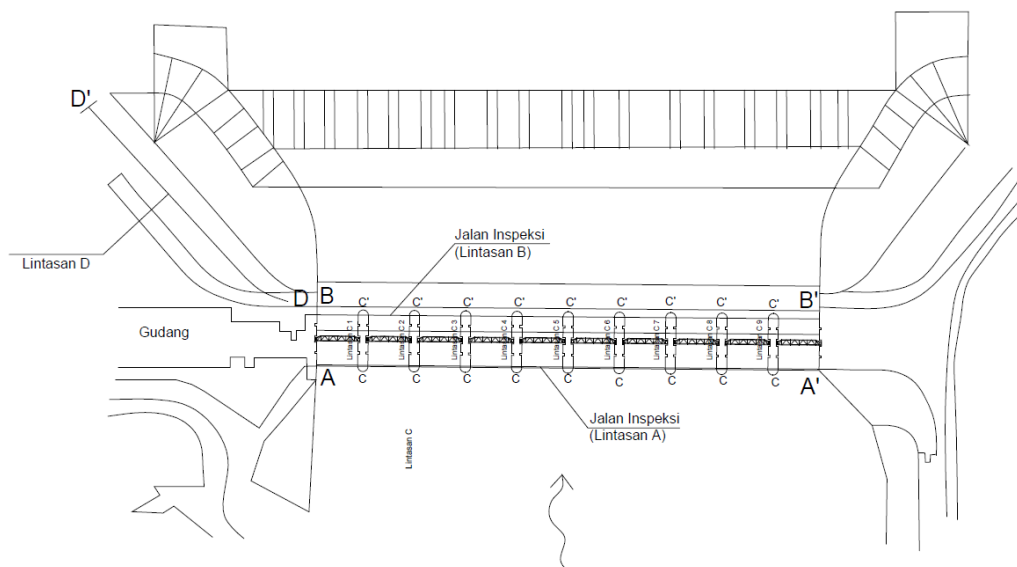 D'
Lintasan D
Jalan Inspeksi
(Lintasan B)
D
B
B'
C'
C'
C'
C'
C'
C'
C'
C'
C'
Gudang
Lintasan C 1
Lintasan C 2
Lintasan C 3
Lintasan C 4
Lintasan C 5
Lintasan C 6
Lintasan C 7
Lintasan C 8
Lintasan C 9
A
C
C
C
C
C
C
C
C
C
A'
Jalan Inspeksi
(Lintasan A)
Lintasan C